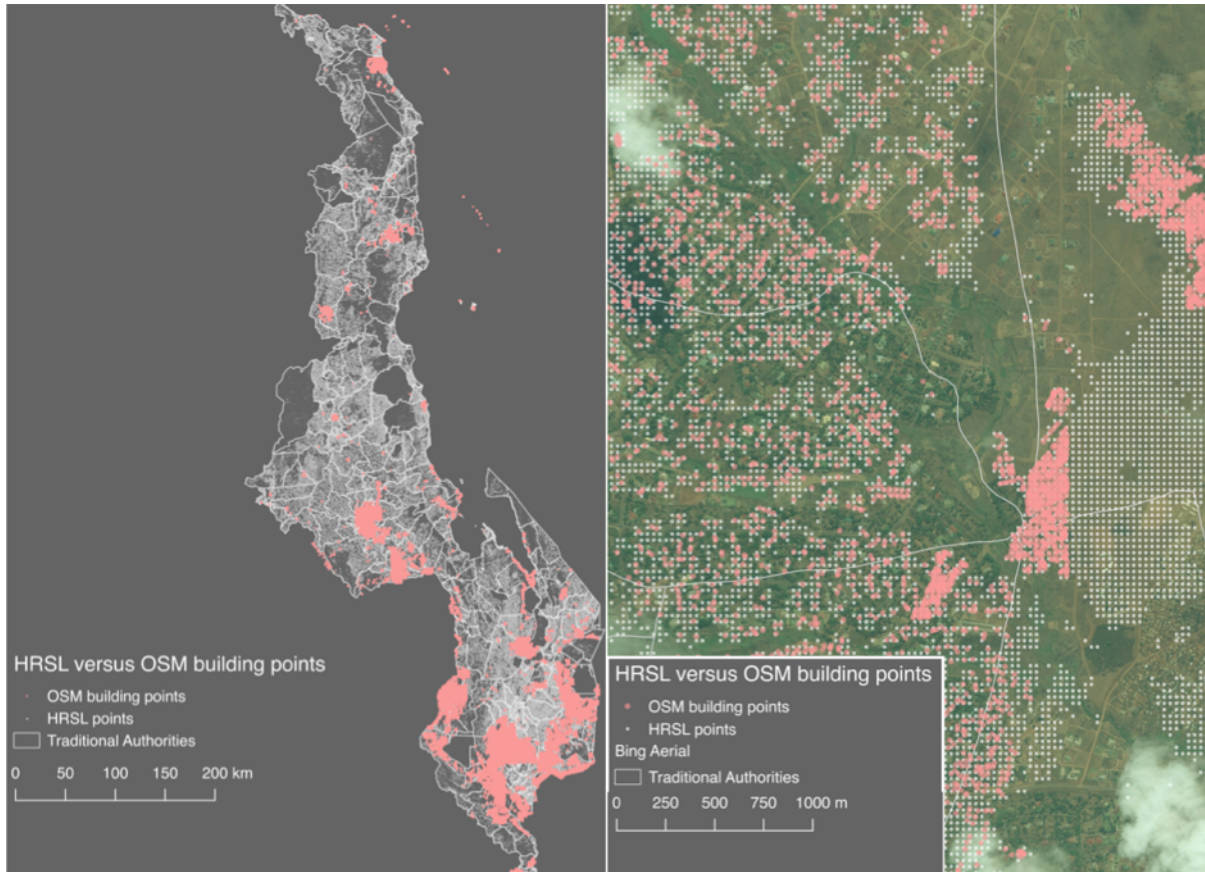 HRSL versus OSM building points
OSM building points
HRSL points
Traditional Authorities
0 50 100 150 200 km
HRSL versus OSM building points
OSM building points
HRSL points
Bing Aerial
Traditional Authorities
0 250 500 750 1000 m